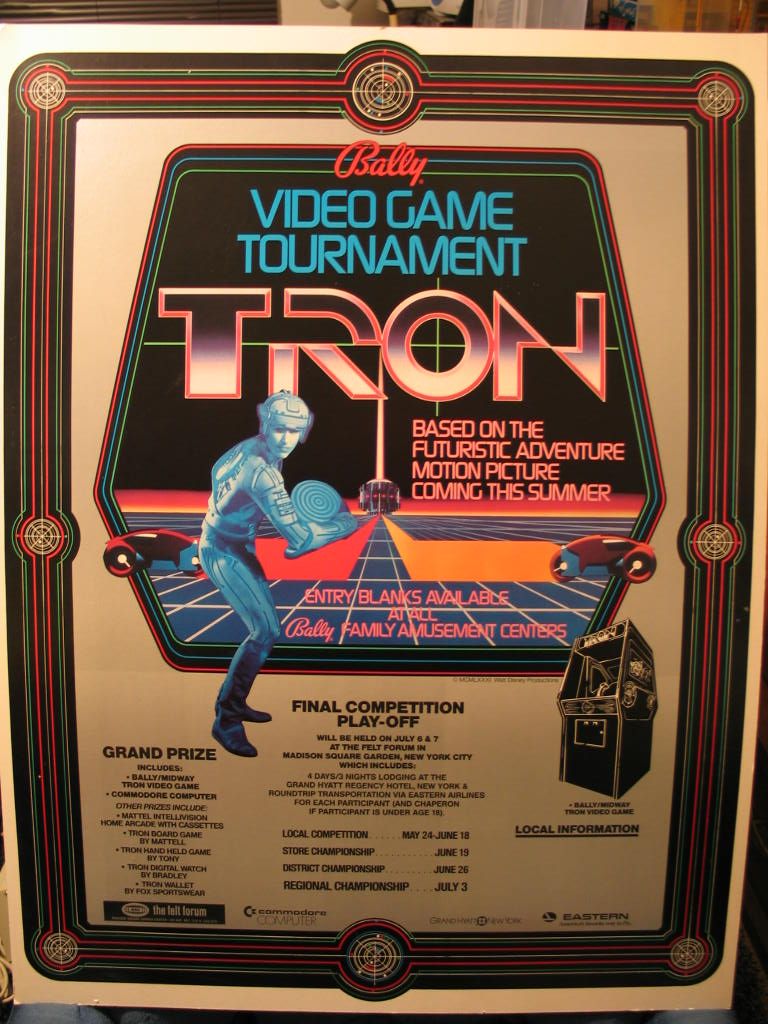 Bally
VIDEO GAME
TOURNAMENT
TRON
BASED ON THE
FUTURISTIC ADVENTURE
MOTION PICTURE
COMING THIS SUMMER
ENTRY BLANKS AVAILABLE
AT ALL
Bally FAMILY AMUSEMENT CENTERS
© MCMLXXXI Walt Disney Productions
TRON
FINAL COMPETITION
PLAY-OFF
WILL BE HELD ON JULY 6 & 7
AT THE FELT FORUM IN
MADISON SQUARE GARDEN, NEW YORK CITY
WHICH INCLUDES:
4 DAYS/3 NIGHTS LODGING AT THE
GRAND HYATT REGENCY HOTEL, NEW YORK &
ROUNDTRIP TRANSPORTATION VIA EASTERN AIRLINES
FOR EACH PARTICIPANT (AND CHAPERON
IF PARTICIPANT IS UNDER AGE 18).
LOCAL COMPETITION . . . . . . MAY 24-JUNE 18
STORE CHAMPIONSHIP . . . . . . . . . . JUNE 19
DISTRICT CHAMPIONSHIP . . . . . . . . . JUNE 26
REGIONAL CHAMPIONSHIP . . . . JULY 3
GRAND PRIZE
INCLUDES:
• BALLY/MIDWAY
TRON VIDEO GAME
• COMMODORE COMPUTER
OTHER PRIZES INCLUDE:
• MATTEL INTELLIVISION
HOME ARCADE WITH CASSETTES
• TRON BOARD GAME
BY MATTELL
• TRON HAND HELD GAME
BY TONY
• TRON DIGITAL WATCH
BY BRADLEY
• TRON WALLET
BY FOX SPORTSWEAR
• BALLY/MIDWAY
TRON VIDEO GAME
LOCAL INFORMATION
the felt forum
commodore
COMPUTER
GRAND HYATT NEW YORK
EASTERN